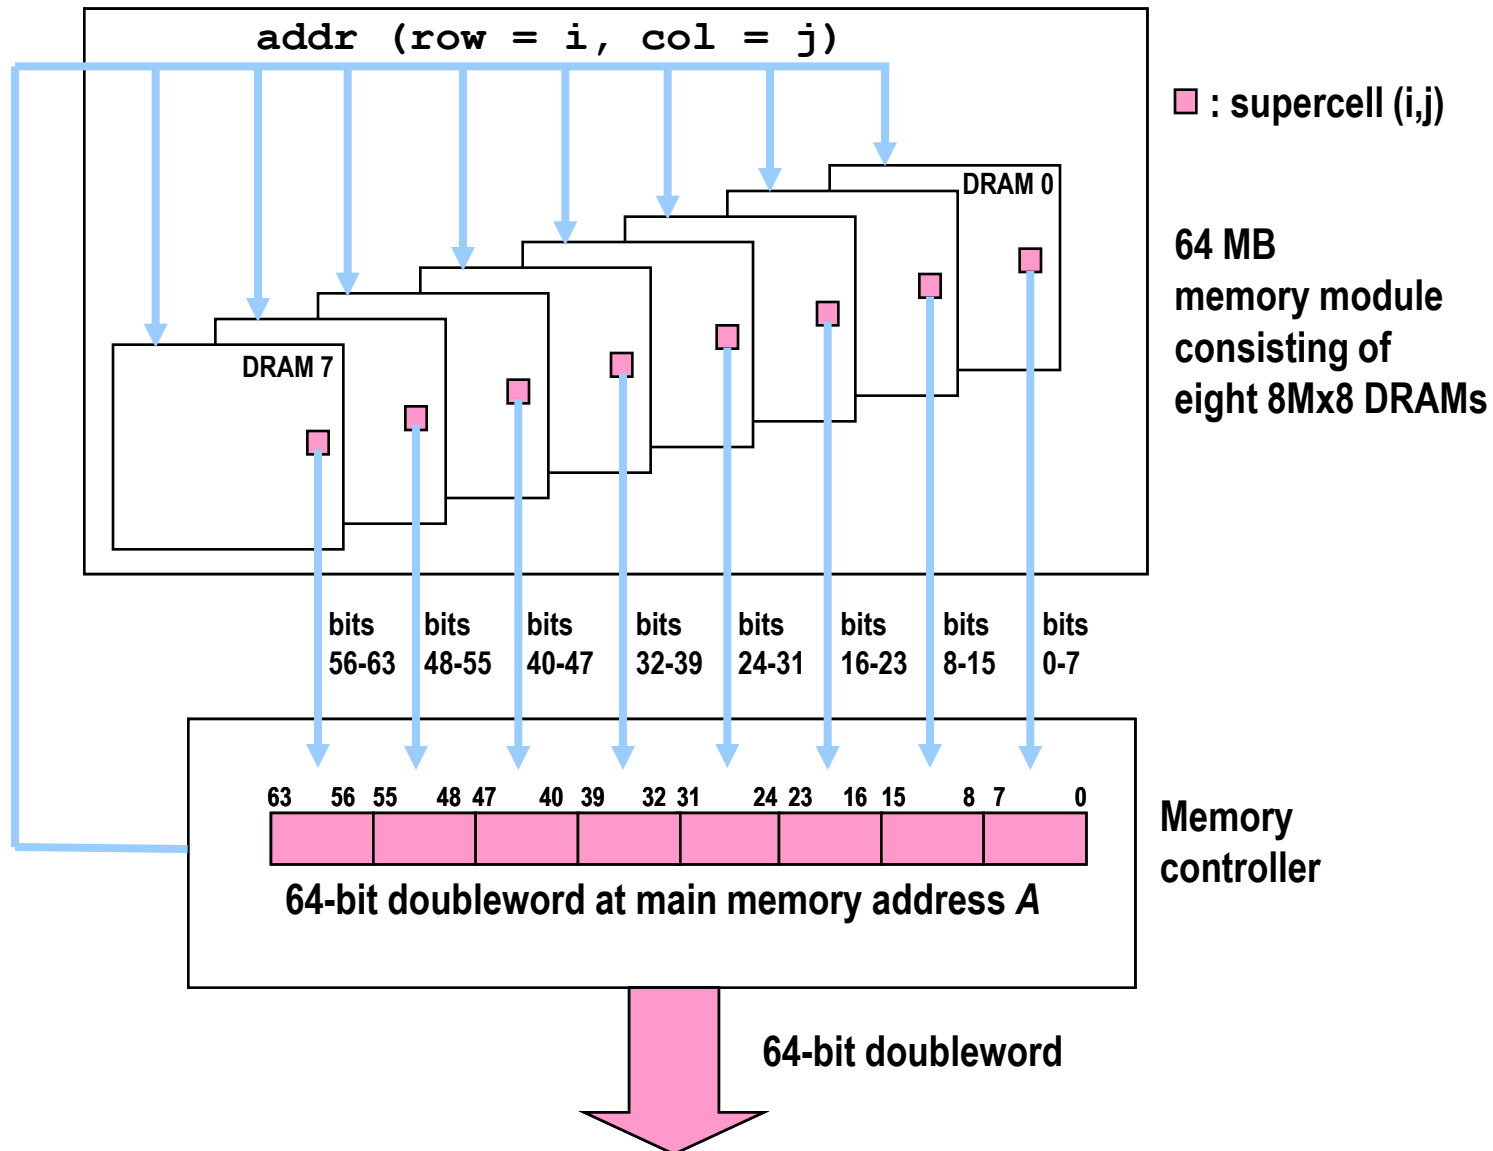 addr (row = i, col = j)
: supercell (i,j)
DRAM 0
64 MB
memory module
consisting of
eight 8Mx8 DRAMs
DRAM 7
bits bits bits bits bits bits bits bits
56-63 48-55 40-47 32-39 24-31 16-23 8-15 0-7
63 56 55 48 47 40 39 32 31 24 23 16 15 8 7 0
Memory
controller
64-bit doubleword at main memory address A
64-bit doubleword